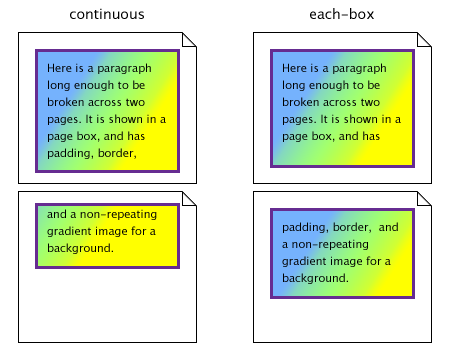 continuous
Here is a paragraph
long enough to be
broken across two
pages. It is shown in a
page box, and has
padding, border,
and a non-repeating
gradient image for a
background.
each-box
Here is a paragraph
long enough to be
broken across two
pages. It is shown in a
page box, and has
padding, border,  and
a non-repeating
gradient image for a
background.